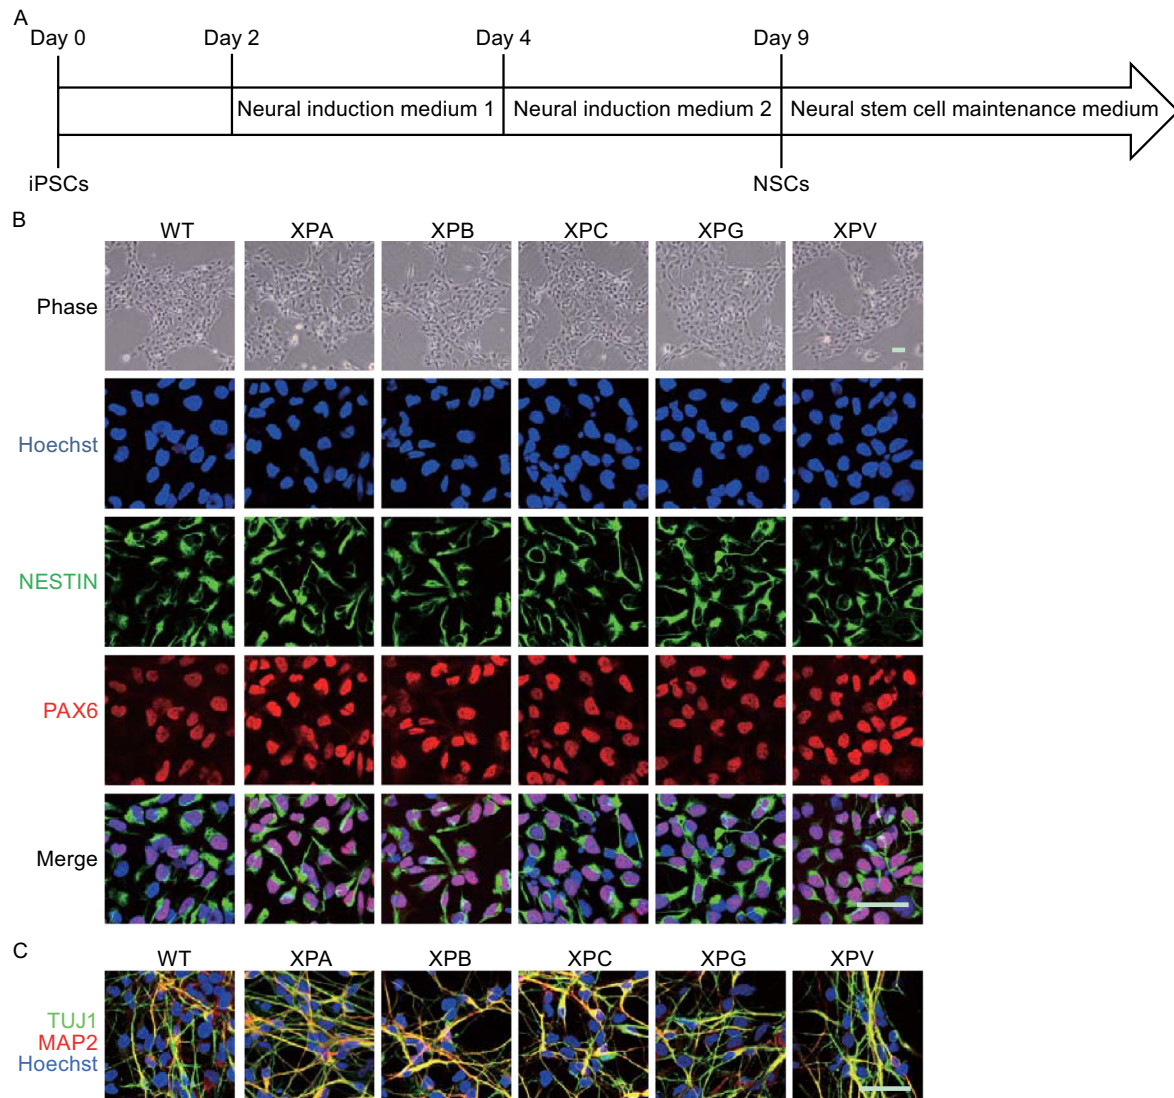 A
Day 0 Day 2 Day 4 Day 9
Neural induction medium 1 Neural induction medium 2 Neural stem cell maintenance medium
iPSCs NSCs
B
WT XPA XPB XPC XPG XPV
Phase
Hoechst
NESTIN
PAX6
Merge
C
WT XPA XPB XPC XPG XPV
TUJ1
MAP2
Hoechst